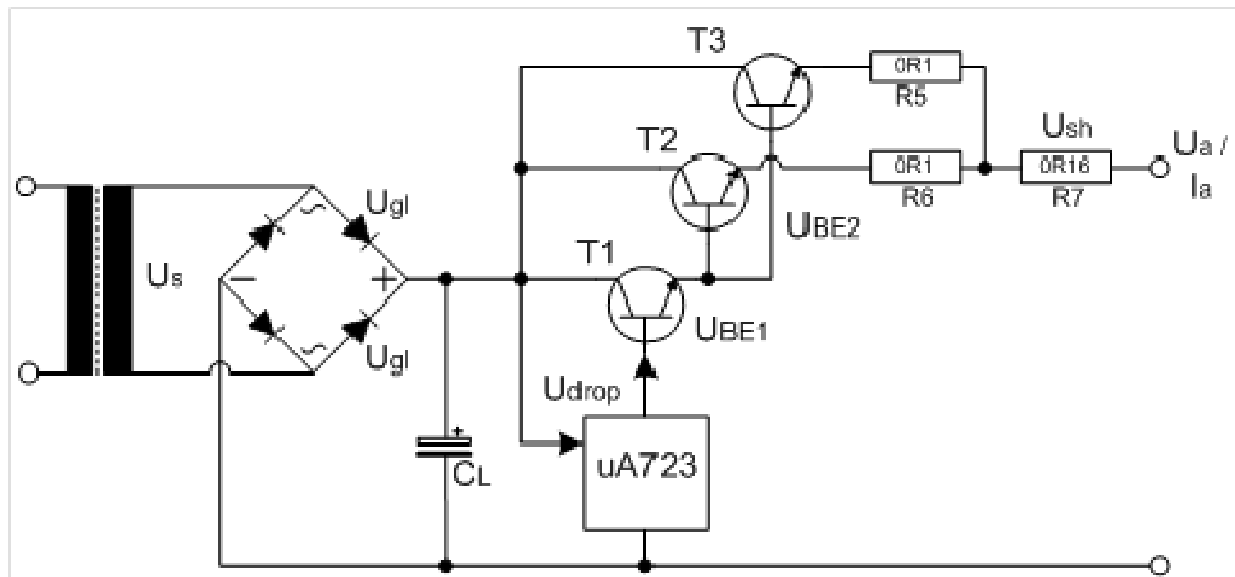 T3
0R1
R5
T2
Ush
Ua /
0R1
0R16
Ia
R6
R7
~
Ugl
UBE2
T1
Us
−
+
UBE1
~
Ugl
Udrop
+
CL
uA723